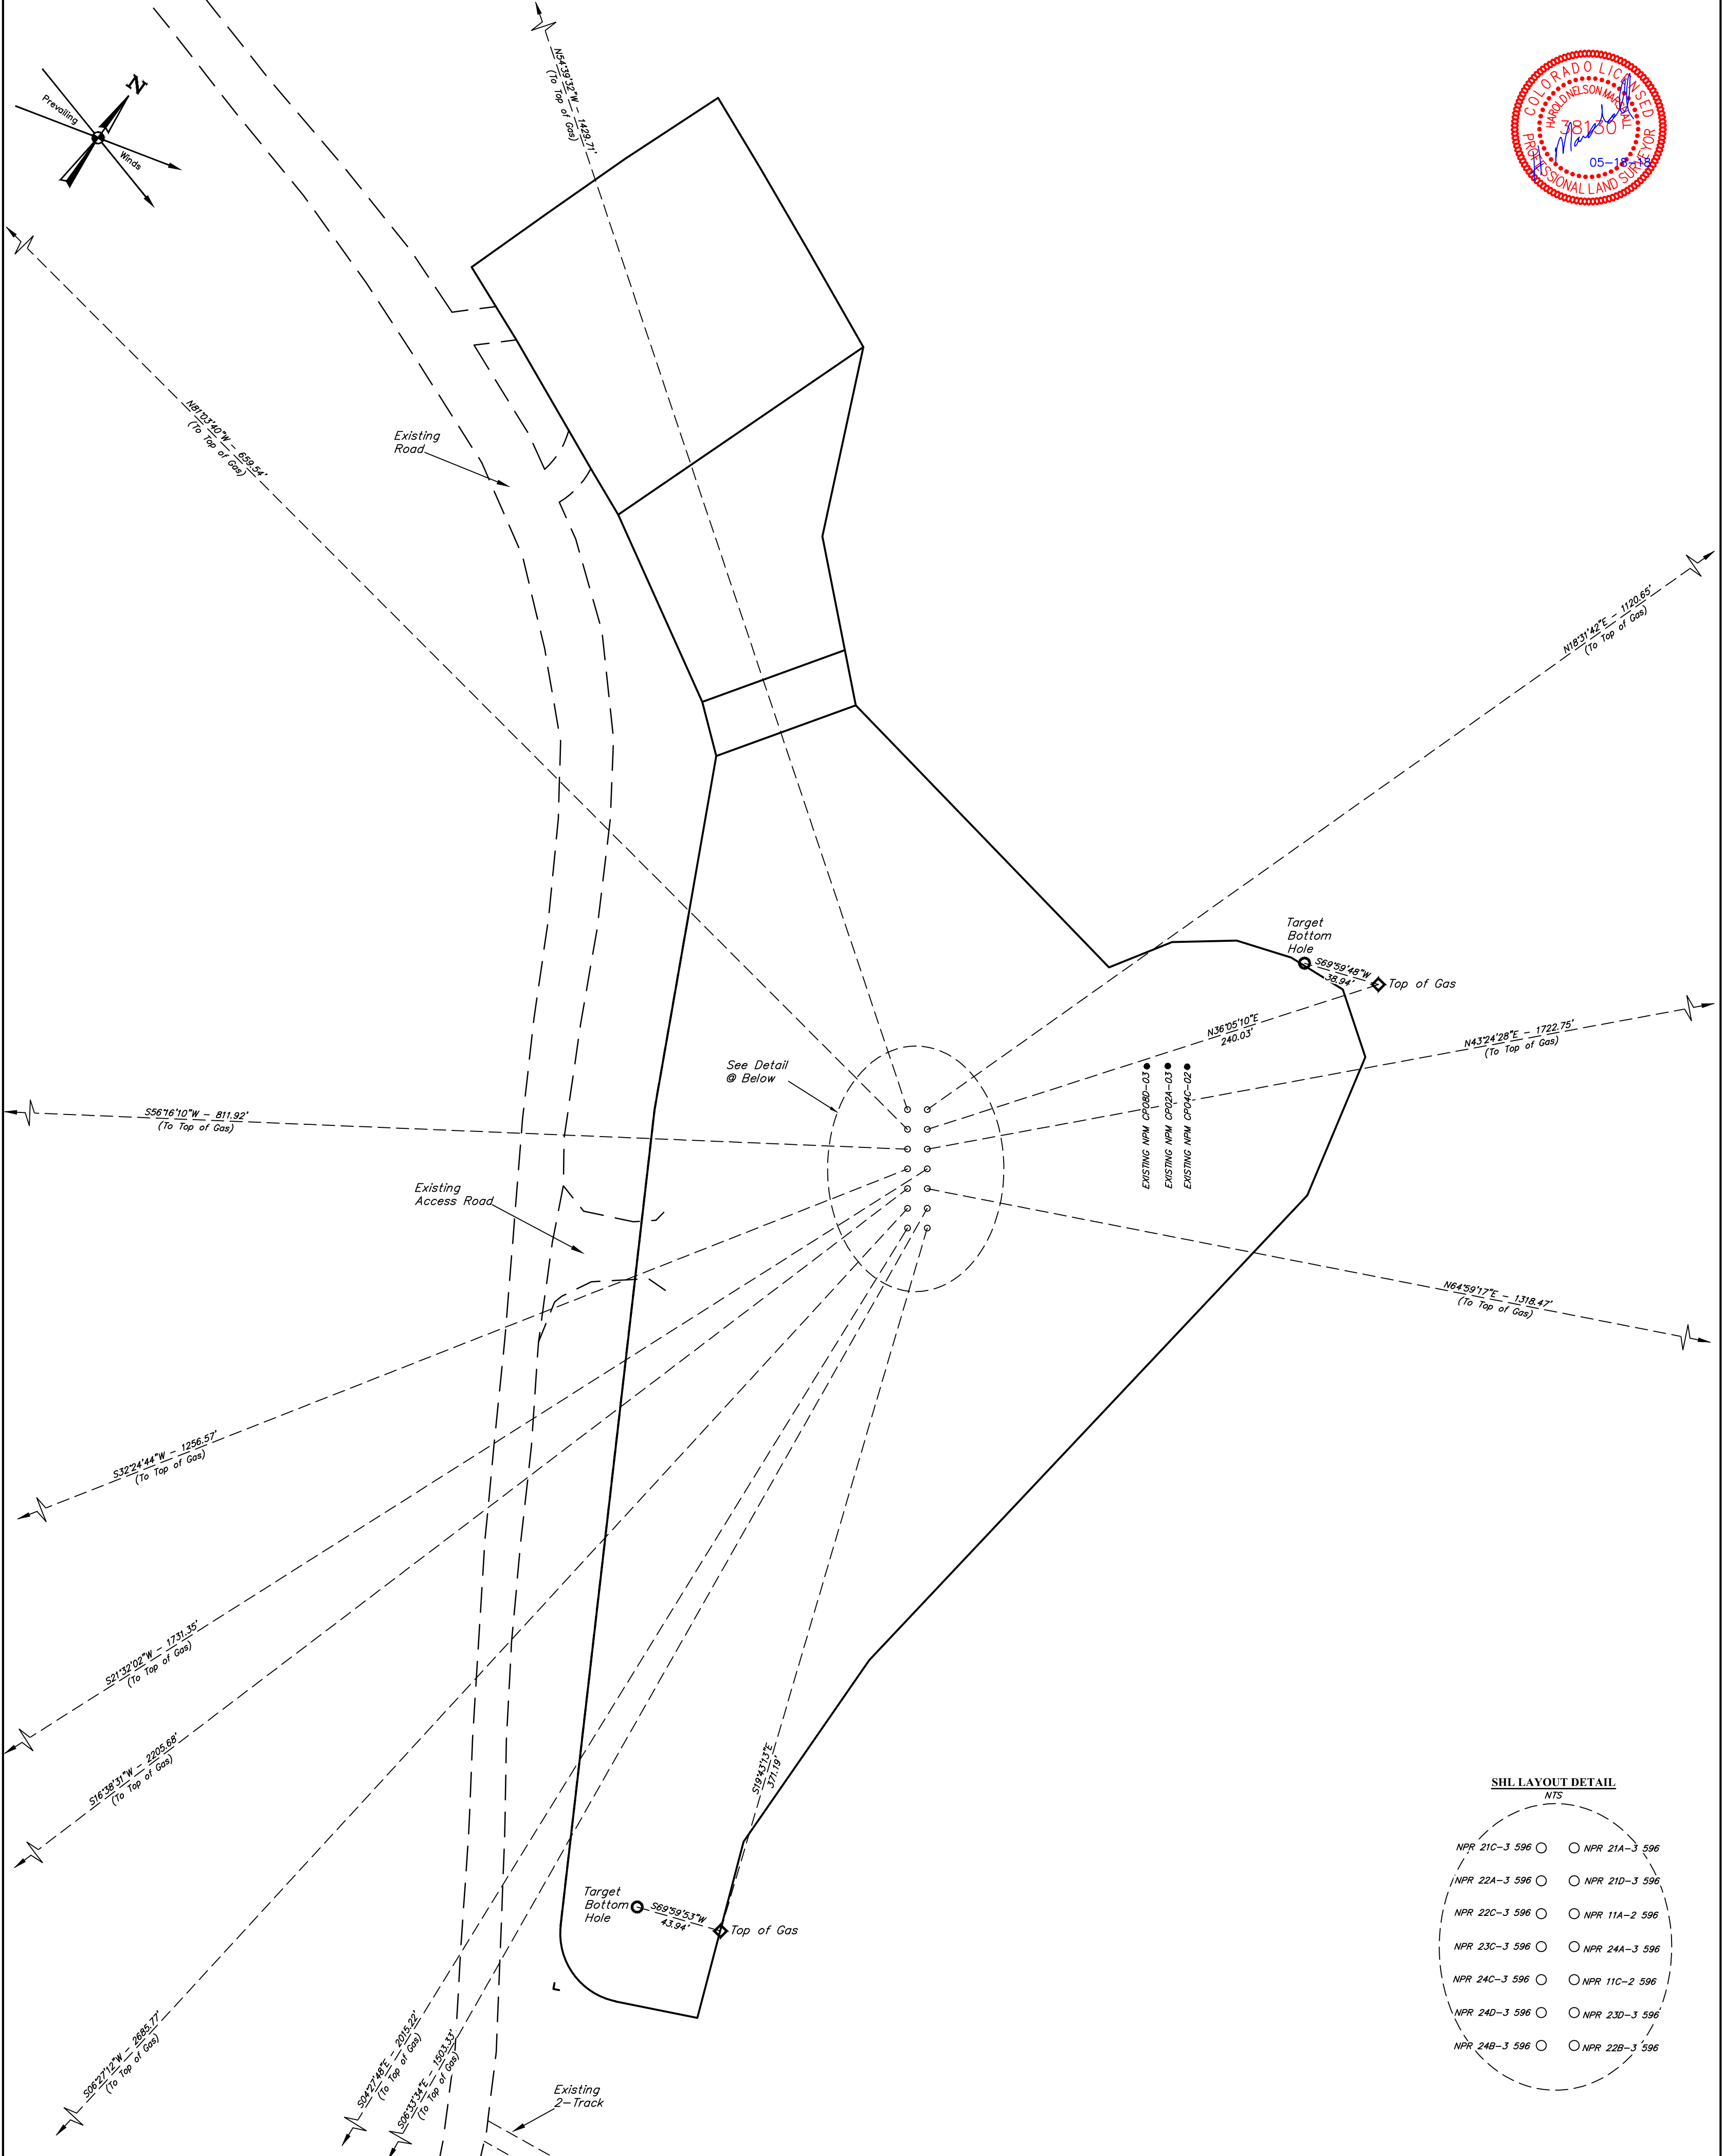 N54°39'32"W - 1429.71'
(To Top of Gas)
N
Prevailing
Winds
COLORADO LICENSED
PROFESSIONAL LAND SURVEYOR
HAROLD NELSON MARSHALL
38130
05-18-18
N81°03'40"W - 659.54'
(To Top of Gas)
Existing
Road
N18°31'42"E - 1120.65'
(To Top of Gas)
Target
Bottom
Hole
S69°59'48"W
38.94'
Top of Gas
N36°05'10"E
240.03'
N43°24'28"E - 1722.75'
(To Top of Gas)
See Detail
@ Below
EXISTING NPM CP08D-03
EXISTING NPM CP02A-03
EXISTING NPM CP04C-02
S56°16'10"W - 811.92'
(To Top of Gas)
Existing
Access Road
N64°59'17"E - 1318.47'
(To Top of Gas)
S32°24'44"W - 1256.57'
(To Top of Gas)
S21°32'02"W - 1731.35'
(To Top of Gas)
S16°38'31"W - 2205.68'
(To Top of Gas)
S19°43'13"E
371.19'
Target
Bottom
Hole
S69°59'53"W
43.94'
Top of Gas
S06°27'12"W - 2685.77'
(To Top of Gas)
S04°27'48"E - 2015.22'
(To Top of Gas)
S06°33'34"E - 1503.33'
(To Top of Gas)
Existing
2-Track
SHL LAYOUT DETAIL
NTS
NPR 21C-3 596 NPR 21A-3 596
NPR 22A-3 596 NPR 21D-3 596
NPR 22C-3 596 NPR 11A-2 596
NPR 23C-3 596 NPR 24A-3 596
NPR 24C-3 596 NPR 11C-2 596
NPR 24D-3 596 NPR 23D-3 596
NPR 24B-3 596 NPR 22B-3 596